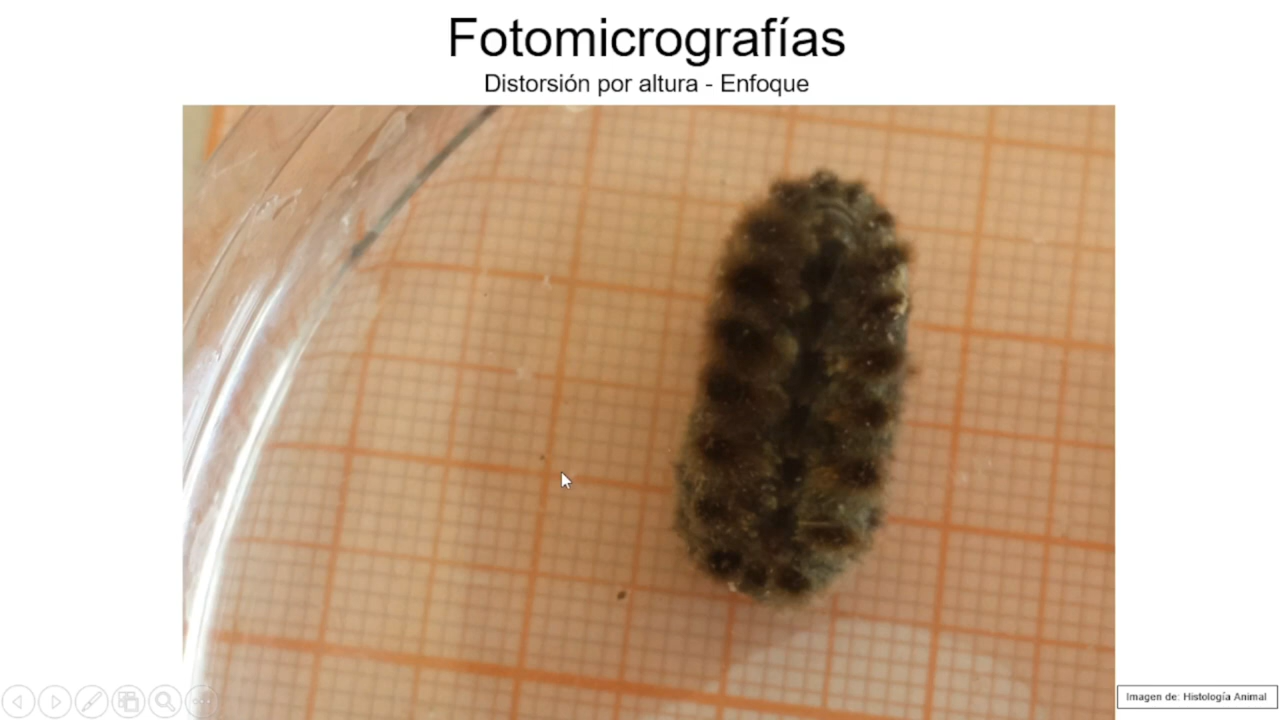 Fotomicrografías
Distorsión por altura - Enfoque
Imagen de: Histología Animal